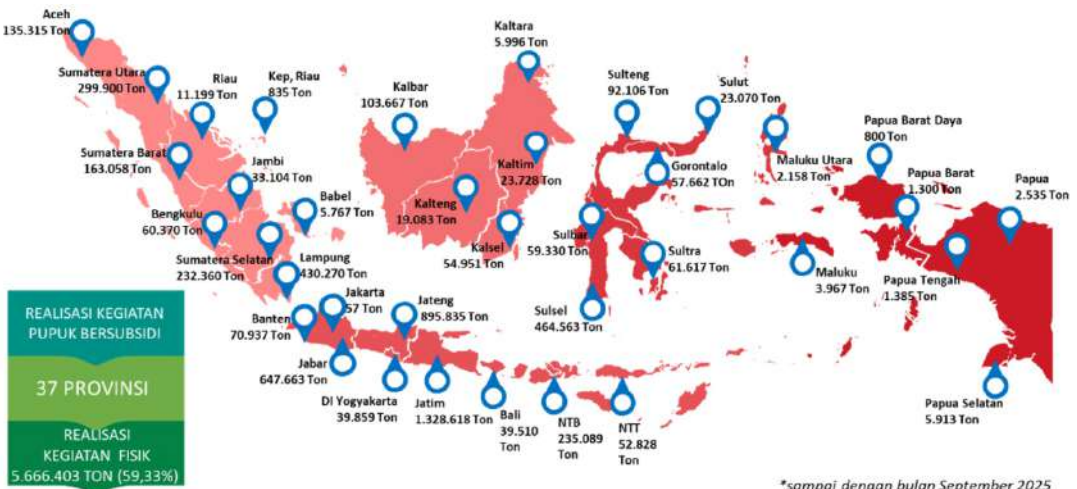 Aceh
135.315 Ton
Sumatera Utara
299.900 Ton
Riau
11.199 Ton
Kep, Riau
835 Ton
Sumatera Barat
163.058 Ton
Jambi
33.104 Ton
Bengkulu
60.370 Ton
Babel
5.767 Ton
Sumatera Selatan
232.360 Ton
Lampung
430.270 Ton
Kalbar
103.667 Ton
Kaltara
5.996 Ton
Kaltim
23.728 Ton
Kalteng
19.083 Ton
Kalsel
54.951 Ton
Sulteng
92.106 Ton
Sulut
23.070 Ton
Gorontalo
57.662 TOn
Sulbar
59.330 Ton
Sultra
61.617 Ton
Sulsel
464.563 Ton
Maluku Utara
2.158 Ton
Maluku
3.967 Ton
Papua Barat Daya
800 Ton
Papua Barat
1.300 Ton
Papua
2.535 Ton
Papua Tengah
1.385 Ton
Papua Selatan
5.913 Ton
Banten
70.937 Ton
Jakarta
57 Ton
Jateng
895.835 Ton
Jabar
647.663 Ton
DI Yogyakarta
39.859 Ton
Jatim
1.328.618 Ton
Bali
39.510
Ton
NTB
235.089
Ton
NTT
52.828
Ton
REALISASI KEGIATAN
PUPUK BERSUBSIDI
37 PROVINSI
REALISASI
KEGIATAN FISIK
5.666.403 TON (59,33%)
*sampai dengan bulan September 2025